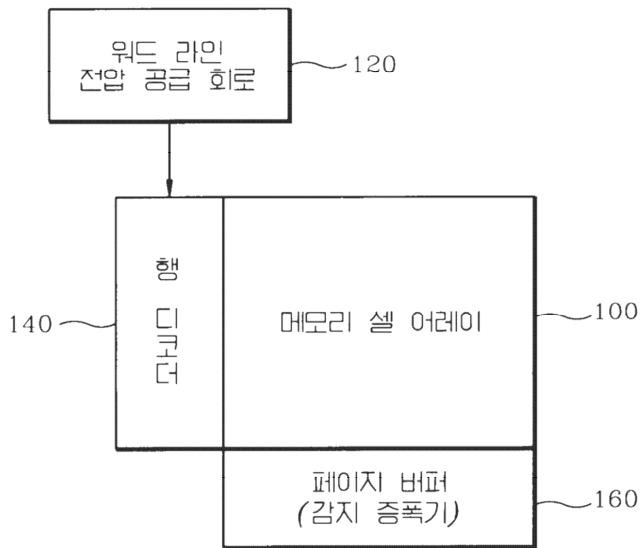 워드 라인
전압 공급 회로
120
행 디코더
140
메모리 셀 어레이
100
페이지 버퍼
(감지 증폭기)
160